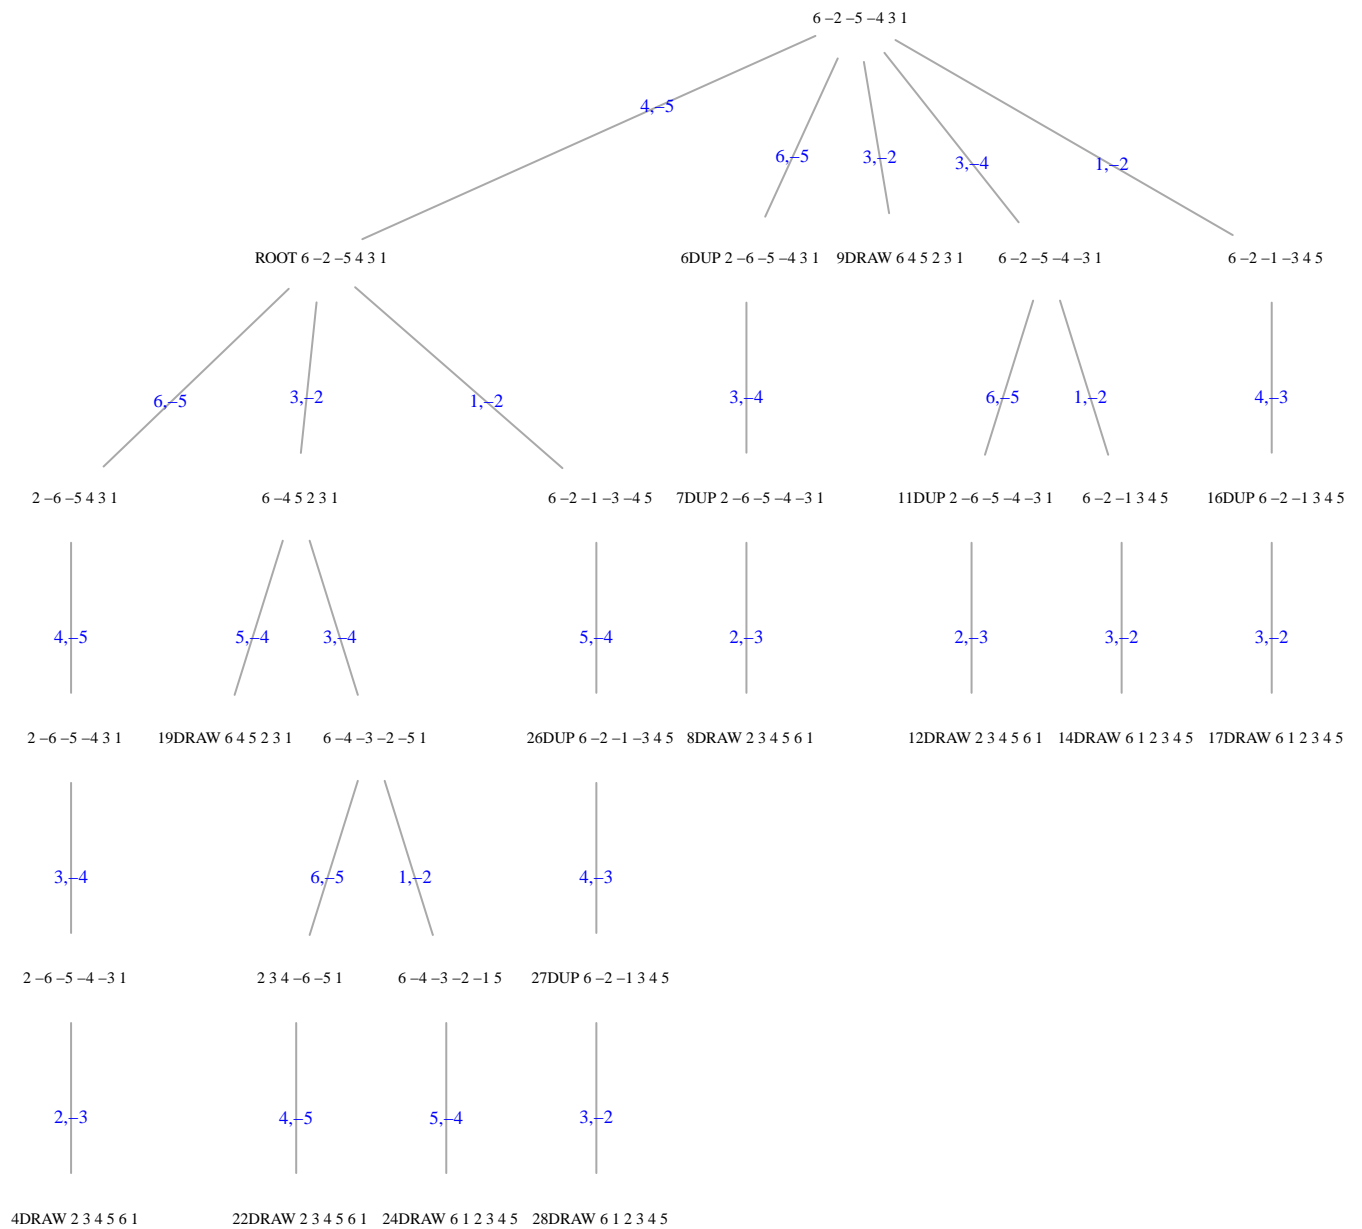 6 –2 –5 –4 3 1
4,–5
6,–5
3,–2
3,–4
1,–2
ROOT 6 –2 –5 4 3 1
6DUP 2 –6 –5 –4 3 1
9DRAW 6 4 5 2 3 1
6 –2 –5 –4 –3 1
6 –2 –1 –3 4 5
6,–5
3,–2
1,–2
3,–4
6,–5
1,–2
4,–3
2 –6 –5 4 3 1
6 –4 5 2 3 1
6 –2 –1 –3 –4 5
7DUP 2 –6 –5 –4 –3 1
11DUP 2 –6 –5 –4 –3 1
6 –2 –1 3 4 5
16DUP 6 –2 –1 3 4 5
4,–5
5,–4
3,–4
5,–4
2,–3
2,–3
3,–2
3,–2
2 –6 –5 –4 3 1
19DRAW 6 4 5 2 3 1
6 –4 –3 –2 –5 1
26DUP 6 –2 –1 –3 4 5
8DRAW 2 3 4 5 6 1
12DRAW 2 3 4 5 6 1
14DRAW 6 1 2 3 4 5
17DRAW 6 1 2 3 4 5
3,–4
6,–5
1,–2
4,–3
2 –6 –5 –4 –3 1
2 3 4 –6 –5 1
6 –4 –3 –2 –1 5
27DUP 6 –2 –1 3 4 5
2,–3
4,–5
5,–4
3,–2
4DRAW 2 3 4 5 6 1
22DRAW 2 3 4 5 6 1
24DRAW 6 1 2 3 4 5
28DRAW 6 1 2 3 4 5